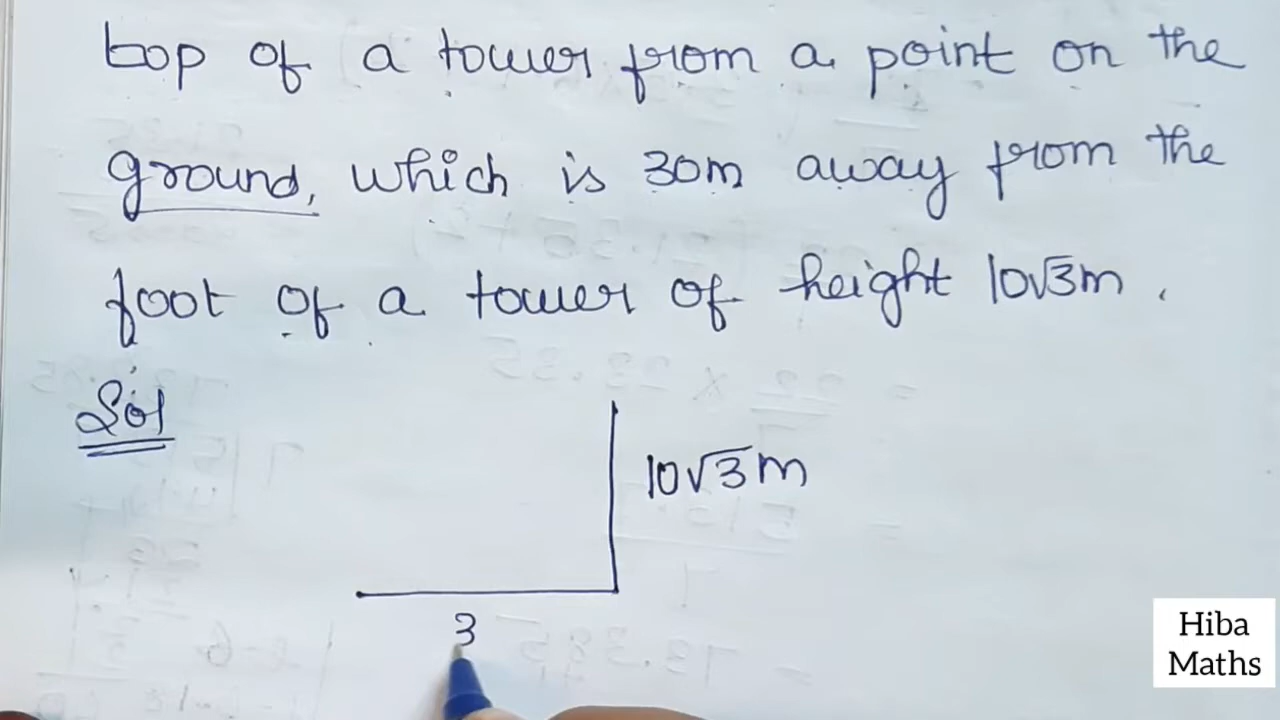 top of a tower from a point on the
ground, which is 30m away from the
foot of a tower of height 10√3m.
Sol
10√3m
3
Hiba
Maths